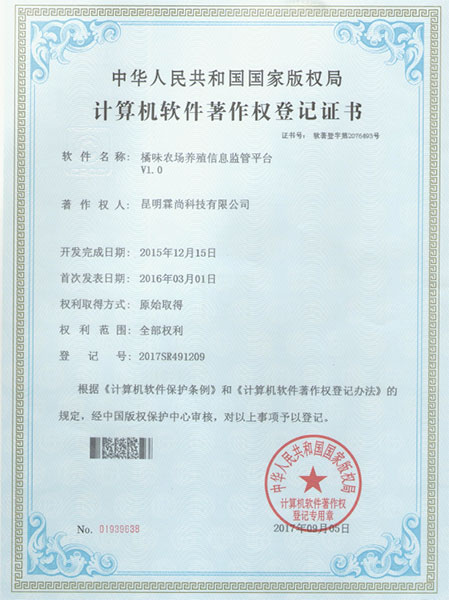 中华人民共和国国家版权局
计算机软件著作权登记证书
证书号： 软著登字第2076493号
软件名称： 橘味农场养殖信息监管平台
V1.0
著作权人： 昆明霖尚科技有限公司
开发完成日期： 2015年12月15日
首次发表日期： 2016年03月01日
权利取得方式： 原始取得
权利范围： 全部权利
登记号： 2017SR491209
根据《计算机软件保护条例》和《计算机软件著作权登记办法》的
规定，经中国版权保护中心审核，对以上事项予以登记。
中华人民共和国国家版权局
计算机软件著作权
登记专用章
No. 01939638
2017年09月05日